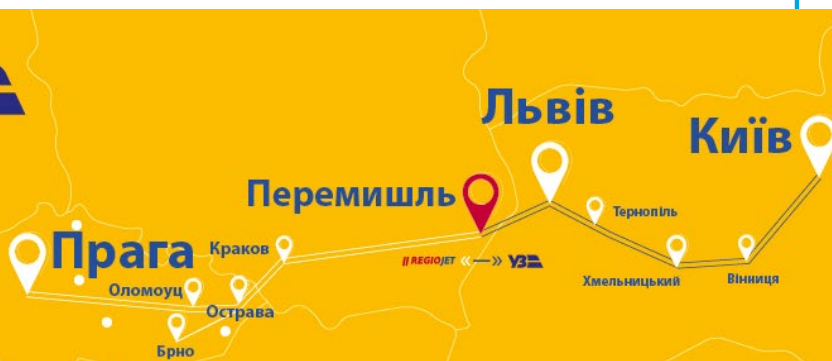 Львів
Київ
Перемишль
Тернопіль
Прага
Краков
//REGIOJET «—» УЗ
Хмельницький
Вінниця
Оломоуц
Острава
Брно